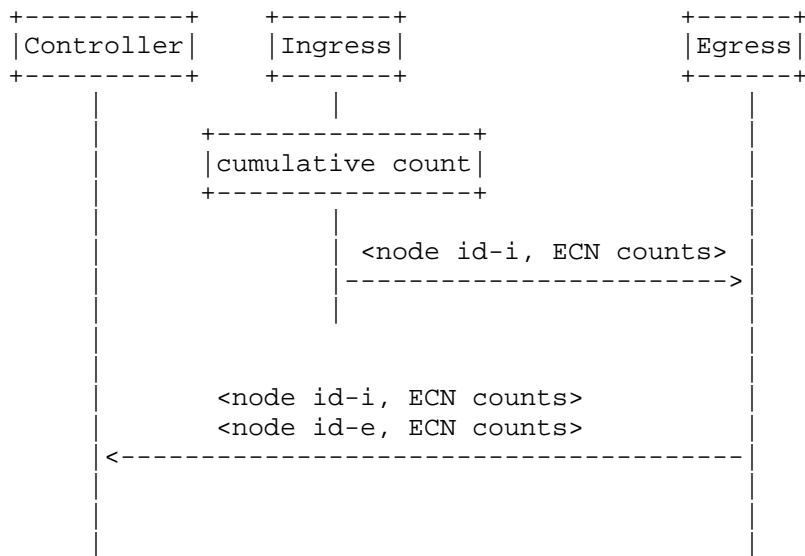 Controller Ingress Egress
cumulative count
<node id-i, ECN counts>
<node id-i, ECN counts>
<node id-e, ECN counts>